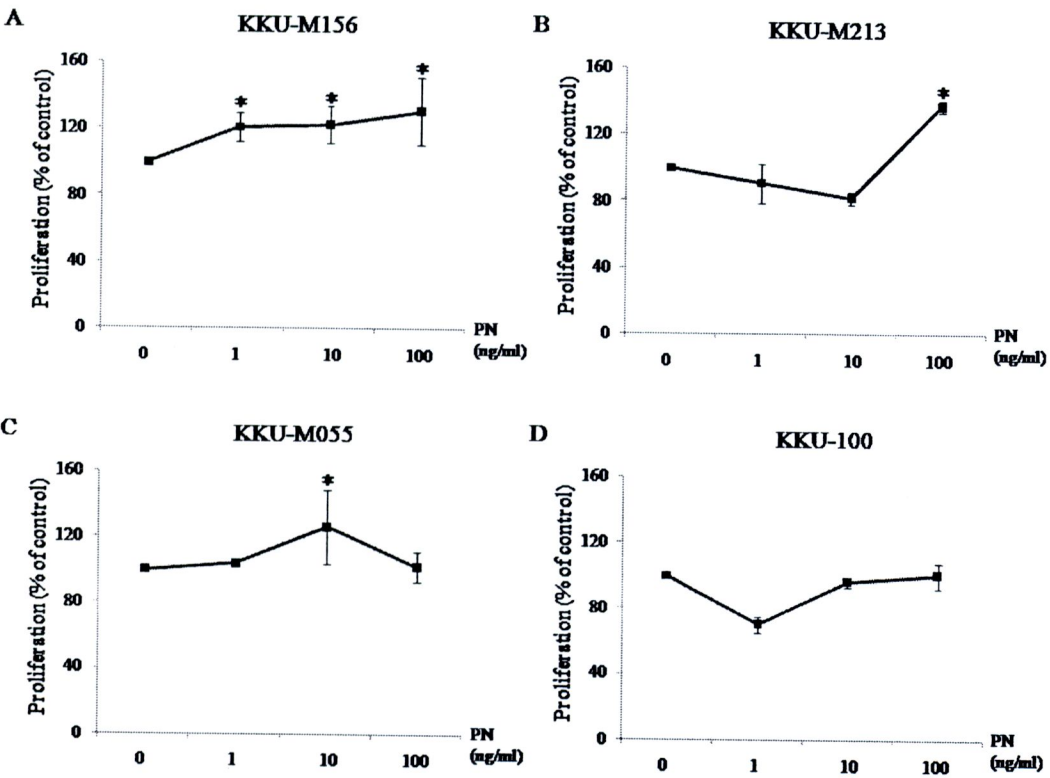 A
KKU-M156
Proliferation (% of control)
160
120
80
40
0
*
*
*
0 1 10 100
PN
(ng/ml)
B
KKU-M213
Proliferation (% of control)
160
120
80
40
0
*
0 1 10 100
PN
(ng/ml)
C
KKU-M055
Proliferation (% of control)
160
120
80
40
0
*
0 1 10 100
PN
(ng/ml)
D
KKU-100
Proliferation (% of control)
160
120
80
40
0
0 1 10 100
PN
(ng/ml)